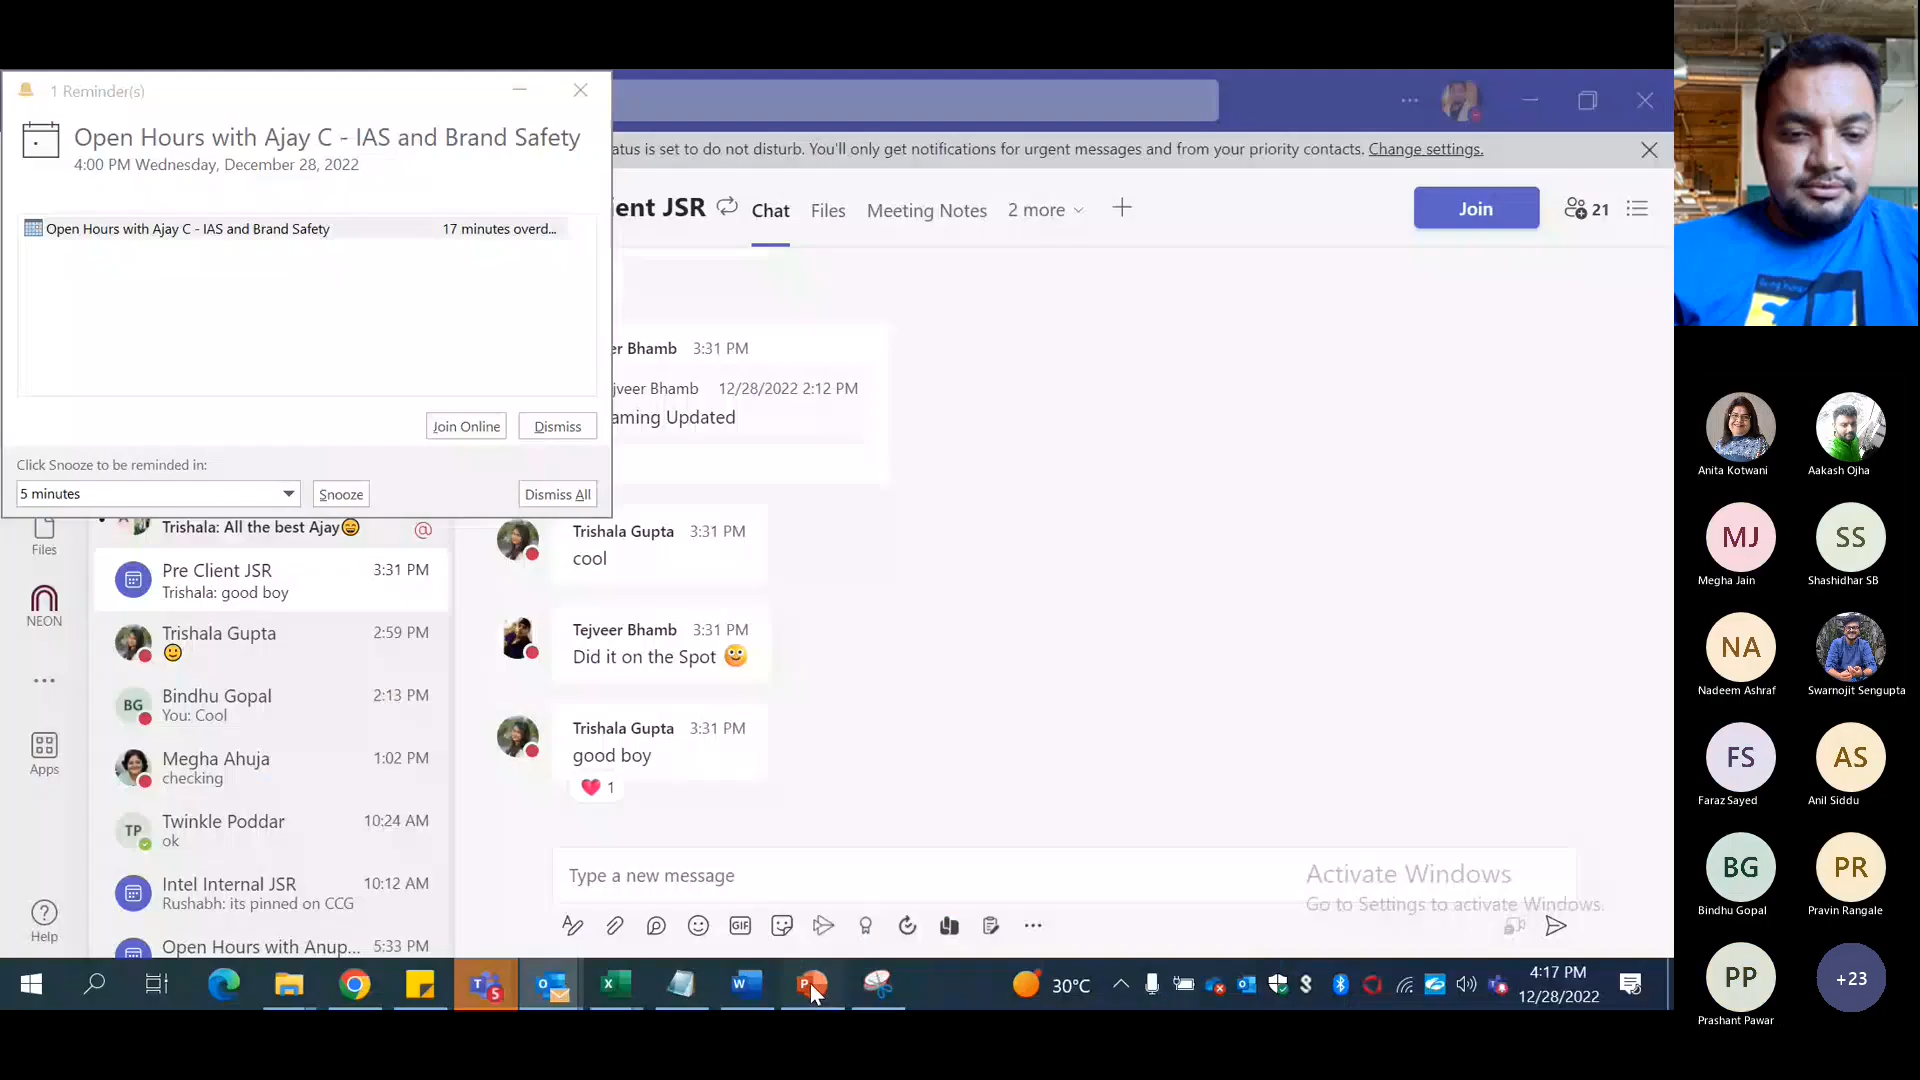 1 Reminder(s)
Open Hours with Ajay C - IAS and Brand Safety
4:00 PM Wednesday, December 28, 2022
Open Hours with Ajay C - IAS and Brand Safety 17 minutes overd...
Join Online Dismiss
Click Snooze to be reminded in:
5 minutes Snooze Dismiss All
atus is set to do not disturb. You'll only get notifications for urgent messages and from your priority contacts. Change settings.
ent JSR Chat Files Meeting Notes 2 more Join 21
er Bhamb 3:31 PM
jveer Bhamb 12/28/2022 2:12 PM
aming Updated
Trishala Gupta 3:31 PM
cool
Tejveer Bhamb 3:31 PM
Did it on the Spot
Trishala Gupta 3:31 PM
good boy
1
Type a new message
GIF
Files
NEON
Apps
Help
Trishala: All the best Ajay😄 @
Pre Client JSR 3:31 PM
Trishala: good boy
Trishala Gupta 2:59 PM
BG
Bindhu Gopal 2:13 PM
You: Cool
Megha Ahuja 1:02 PM
checking
TP
Twinkle Poddar 10:24 AM
ok
Intel Internal JSR 10:12 AM
Rushabh: its pinned on CCG
Open Hours with Anup... 5:33 PM
Activate Windows
Go to Settings to activate Windows.
30°C
4:17 PM
12/28/2022
Anita Kotwani
Aakash Ojha
MJ
Megha Jain
SS
Shashidhar SB
NA
Nadeem Ashraf
Swarnojit Sengupta
FS
Faraz Sayed
AS
Anil Siddu
BG
Bindhu Gopal
PR
Pravin Rangale
PP
Prashant Pawar
+23